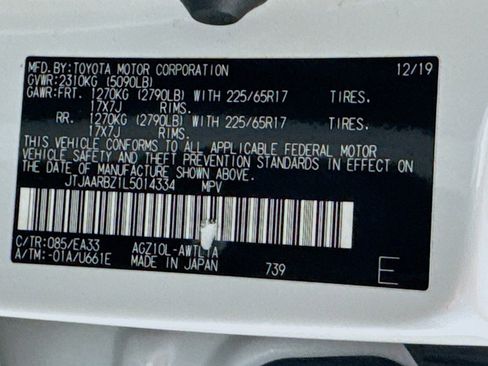 MFD.BY:TOYOTA MOTOR CORPORATION 12/19
GVWR:2310KG (5090LB)
GAWR:FRT. 1270KG (2790LB) WITH 225/65R17 TIRES.
17X7J RIMS.
RR. 1270KG (2790LB) WITH 225/65R17 TIRES.
17X7J RIMS.
THIS VEHICLE CONFORMS TO ALL APPLICABLE FEDERAL MOTOR
VEHICLE SAFETY AND THEFT PREVENTION STANDARDS IN EFFECT ON
THE DATE OF MANUFACTURE SHOWN ABOVE.
JTJAARBZ1L5014334 MPV
C/TR:085/EA33 AGZ10L-AWTLTA
A/TM:-01A/U661E MADE IN JAPAN 739 E